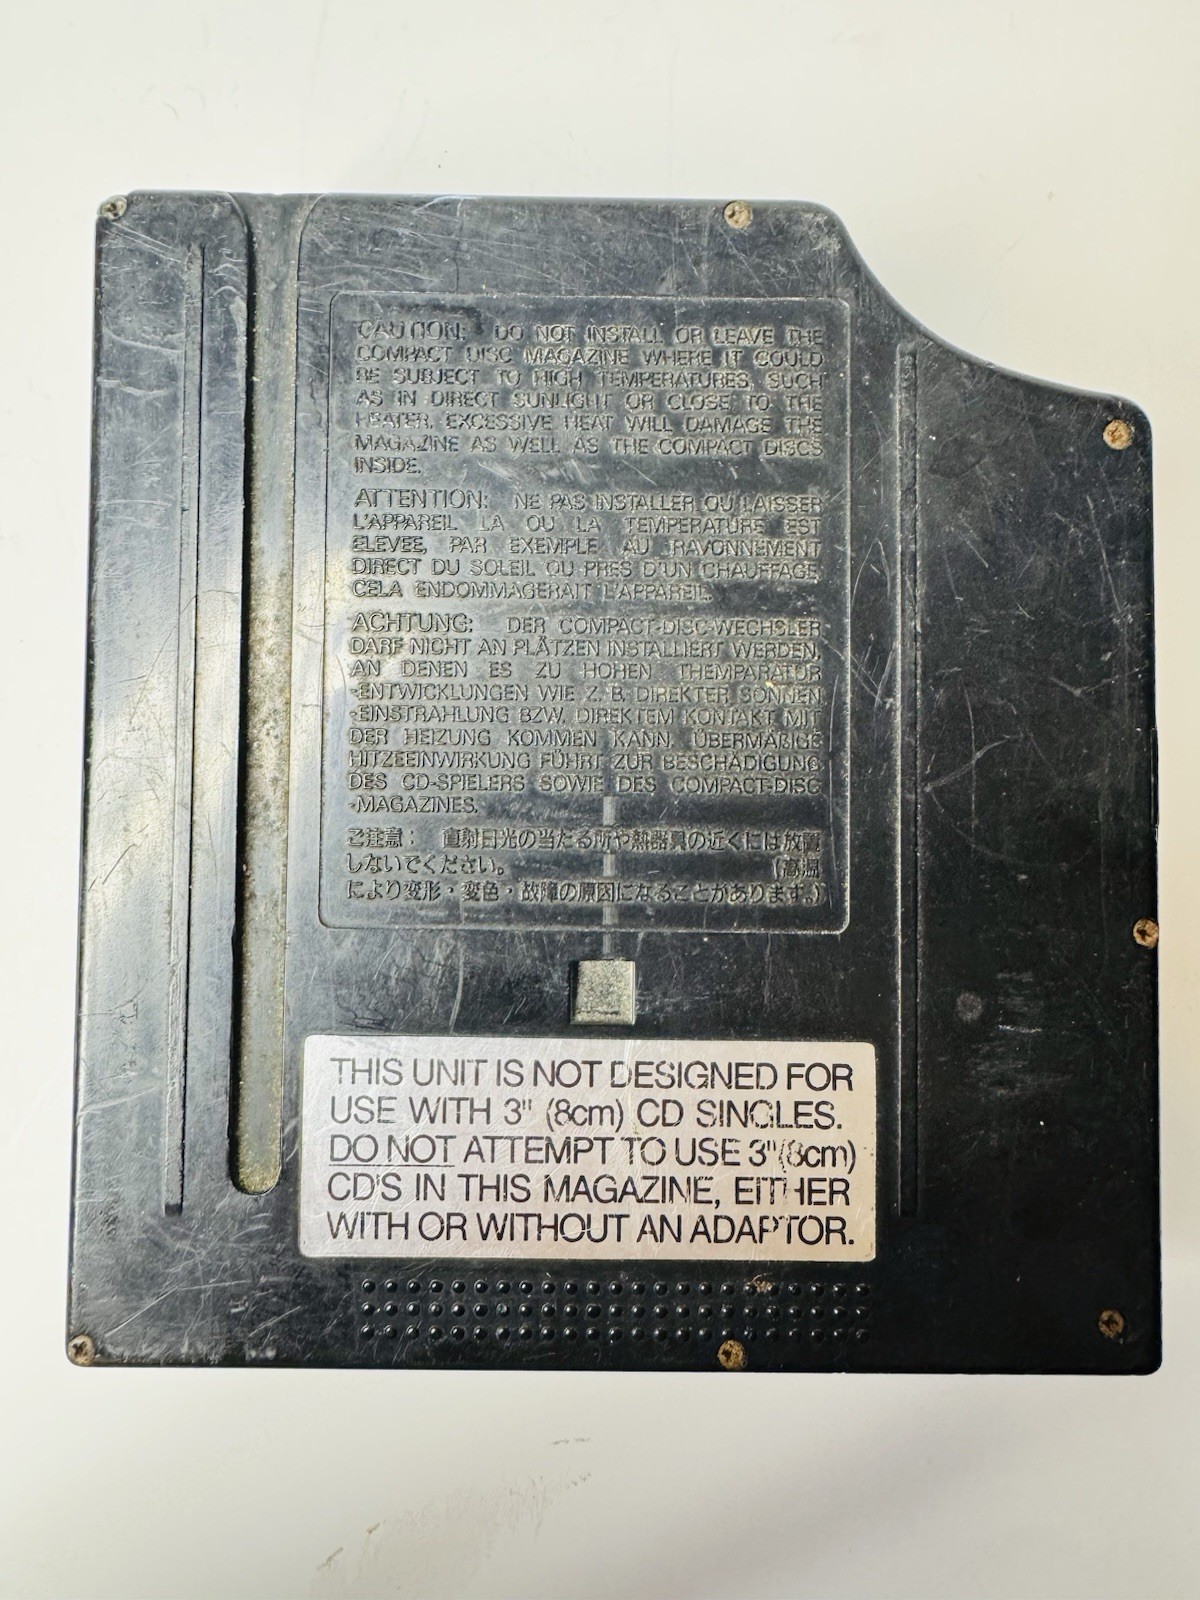 CAUTION: DO NOT INSTALL OR LEAVE THE
COMPACT DISC MAGAZINE WHERE IT COULD
BE SUBJECT TO HIGH TEMPERATURES, SUCH
AS IN DIRECT SUNLIGHT OR CLOSE TO THE
HEATER. EXCESSIVE HEAT WILL DAMAGE THE
MAGAZINE AS WELL AS THE COMPACT DISCS
INSIDE.
ATTENTION: NE PAS INSTALLER OU LAISSER
L'APPAREIL LA OU LA TEMPERATURE EST
ELEVEE, PAR EXEMPLE AU RAYONNEMENT
DIRECT DU SOLEIL OU PRES D'UN CHAUFFAGE,
CELA ENDOMMAGERAIT L'APPAREIL.
ACHTUNG: DER COMPACT-DISC-WECHSLER
DARF NICHT AN PLÄTZEN INSTALLIERT WERDEN,
AN DENEN ES ZU HOHEN THEMPARATUR
-ENTWICKLUNGEN WIE Z. B. DIREKTER SONNEN
-EINSTRAHLUNG BZW. DIREKTEM KONTAKT MIT
DER HEIZUNG KOMMEN KANN. ÜBERMÄßIGE
HITZEEINWIRKUNG FÜHRT ZUR BESCHÄDIGUNG
DES CD-SPIELERS SOWIE DES COMPACT-DISC
-MAGAZINES.
ご注意： 直射日光の当たる所や熱器具の近くには放置
しないでください。 (高温
により変形・変色・故障の原因になることがあります。)
THIS UNIT IS NOT DESIGNED FOR
USE WITH 3" (8cm) CD SINGLES.
DO NOT ATTEMPT TO USE 3"(8cm)
CD'S IN THIS MAGAZINE, EITHER
WITH OR WITHOUT AN ADAPTOR.